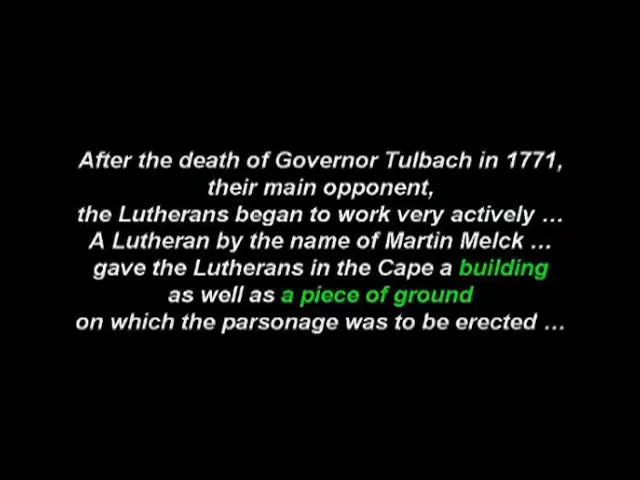 After the death of Governor Tulbach in 1771,
their main opponent,
the Lutherans began to work very actively …
A Lutheran by the name of Martin Melck …
gave the Lutherans in the Cape a building
as well as a piece of ground
on which the parsonage was to be erected …